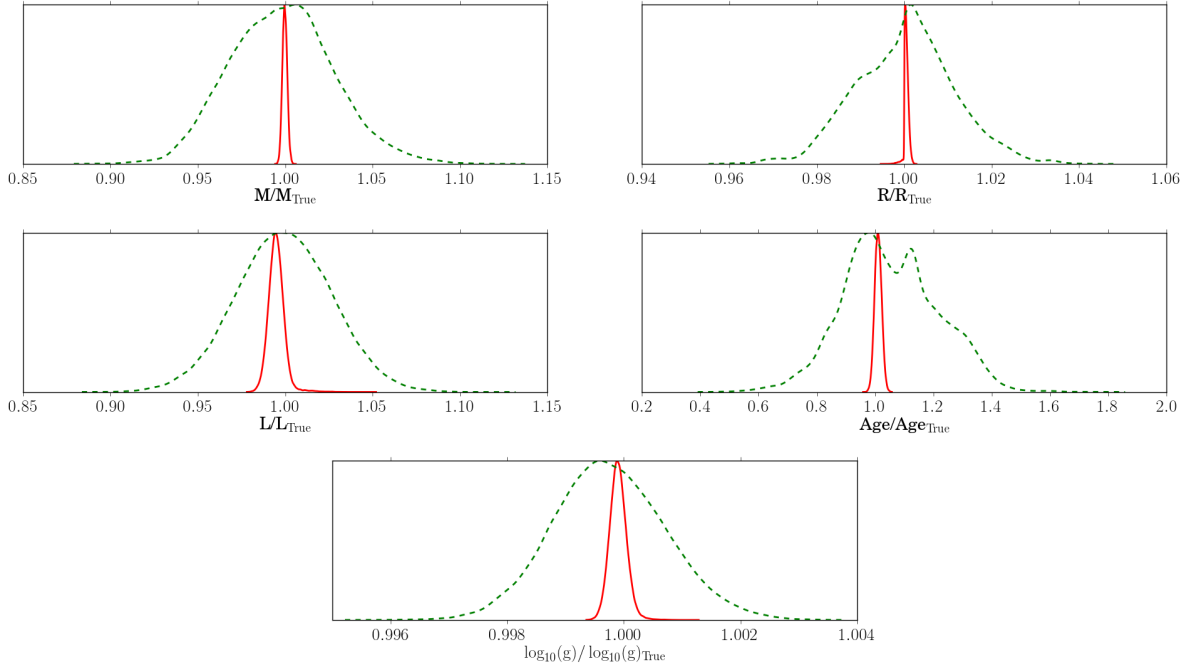 0.85 0.90 0.95 1.00 1.05 1.10 1.15
M/M_True
0.94 0.96 0.98 1.00 1.02 1.04 1.06
R/R_True
0.85 0.90 0.95 1.00 1.05 1.10 1.15
L/L_True
0.2 0.4 0.6 0.8 1.0 1.2 1.4 1.6 1.8 2.0
Age/Age_True
0.996 0.998 1.000 1.002 1.004
log₁₀(g)/log₁₀(g)_True